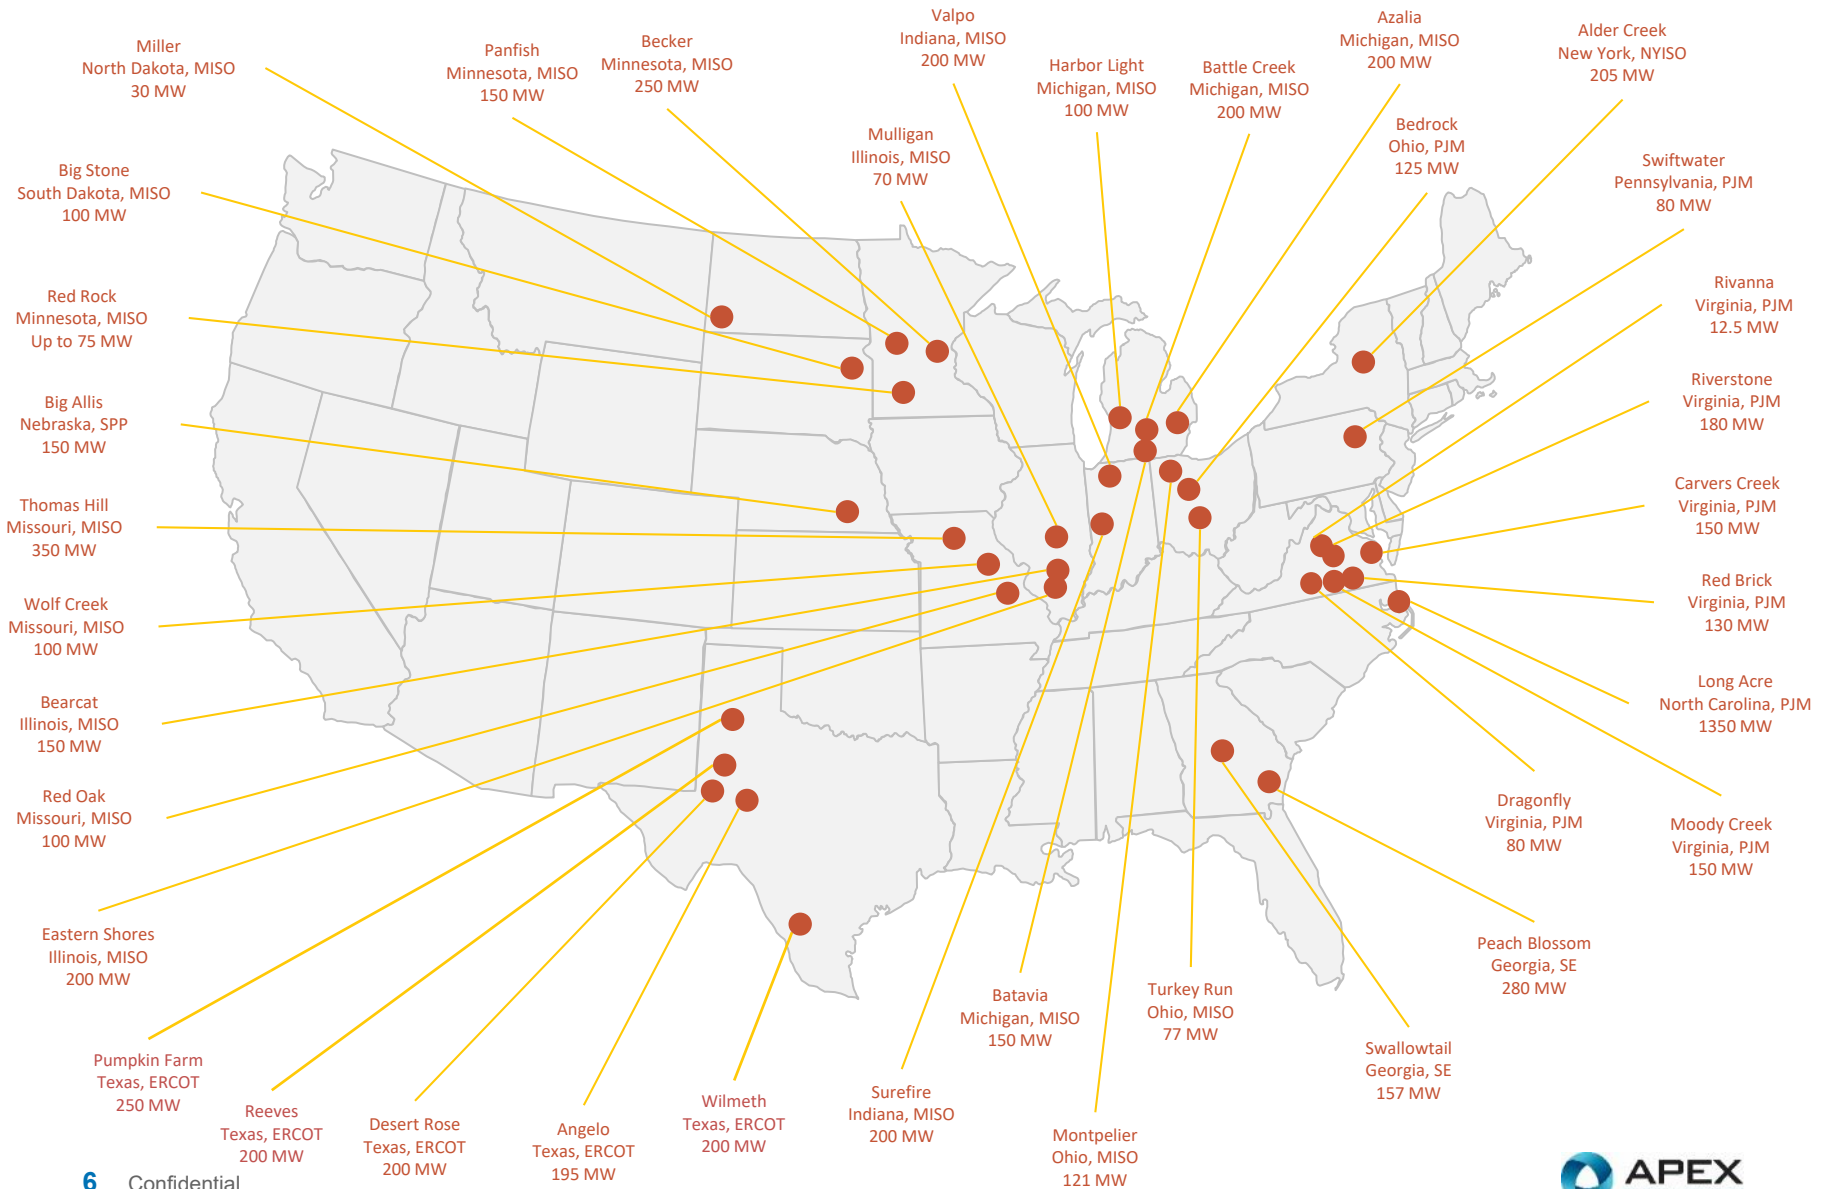 Miller
North Dakota, MISO
30 MW
Panfish
Minnesota, MISO
150 MW
Becker
Minnesota, MISO
250 MW
Valpo
Indiana, MISO
200 MW
Harbor Light
Michigan, MISO
100 MW
Battle Creek
Michigan, MISO
200 MW
Azalia
Michigan, MISO
200 MW
Alder Creek
New York, NYISO
205 MW
Mulligan
Illinois, MISO
70 MW
Bedrock
Ohio, PJM
125 MW
Swiftwater
Pennsylvania, PJM
80 MW
Big Stone
South Dakota, MISO
100 MW
Red Rock
Minnesota, MISO
Up to 75 MW
Big Allis
Nebraska, SPP
150 MW
Thomas Hill
Missouri, MISO
350 MW
Wolf Creek
Missouri, MISO
100 MW
Bearcat
Illinois, MISO
150 MW
Red Oak
Missouri, MISO
100 MW
Eastern Shores
Illinois, MISO
200 MW
Rivanna
Virginia, PJM
12.5 MW
Riverstone
Virginia, PJM
180 MW
Carvers Creek
Virginia, PJM
150 MW
Red Brick
Virginia, PJM
130 MW
Long Acre
North Carolina, PJM
1350 MW
Dragonfly
Virginia, PJM
80 MW
Moody Creek
Virginia, PJM
150 MW
Peach Blossom
Georgia, SE
280 MW
Swallowtail
Georgia, SE
157 MW
Pumpkin Farm
Texas, ERCOT
250 MW
Reeves
Texas, ERCOT
200 MW
Desert Rose
Texas, ERCOT
200 MW
Angelo
Texas, ERCOT
195 MW
Wilmeth
Texas, ERCOT
200 MW
Surefire
Indiana, MISO
200 MW
Batavia
Michigan, MISO
150 MW
Turkey Run
Ohio, MISO
77 MW
Montpelier
Ohio, MISO
121 MW
6 Confidential
APEX